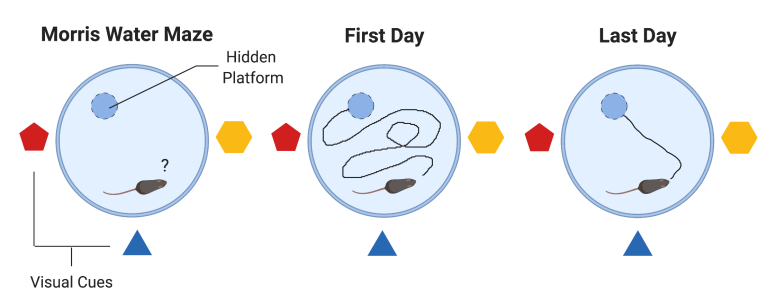 Morris Water Maze
Hidden
Platform
?
Visual Cues
First Day
Last Day